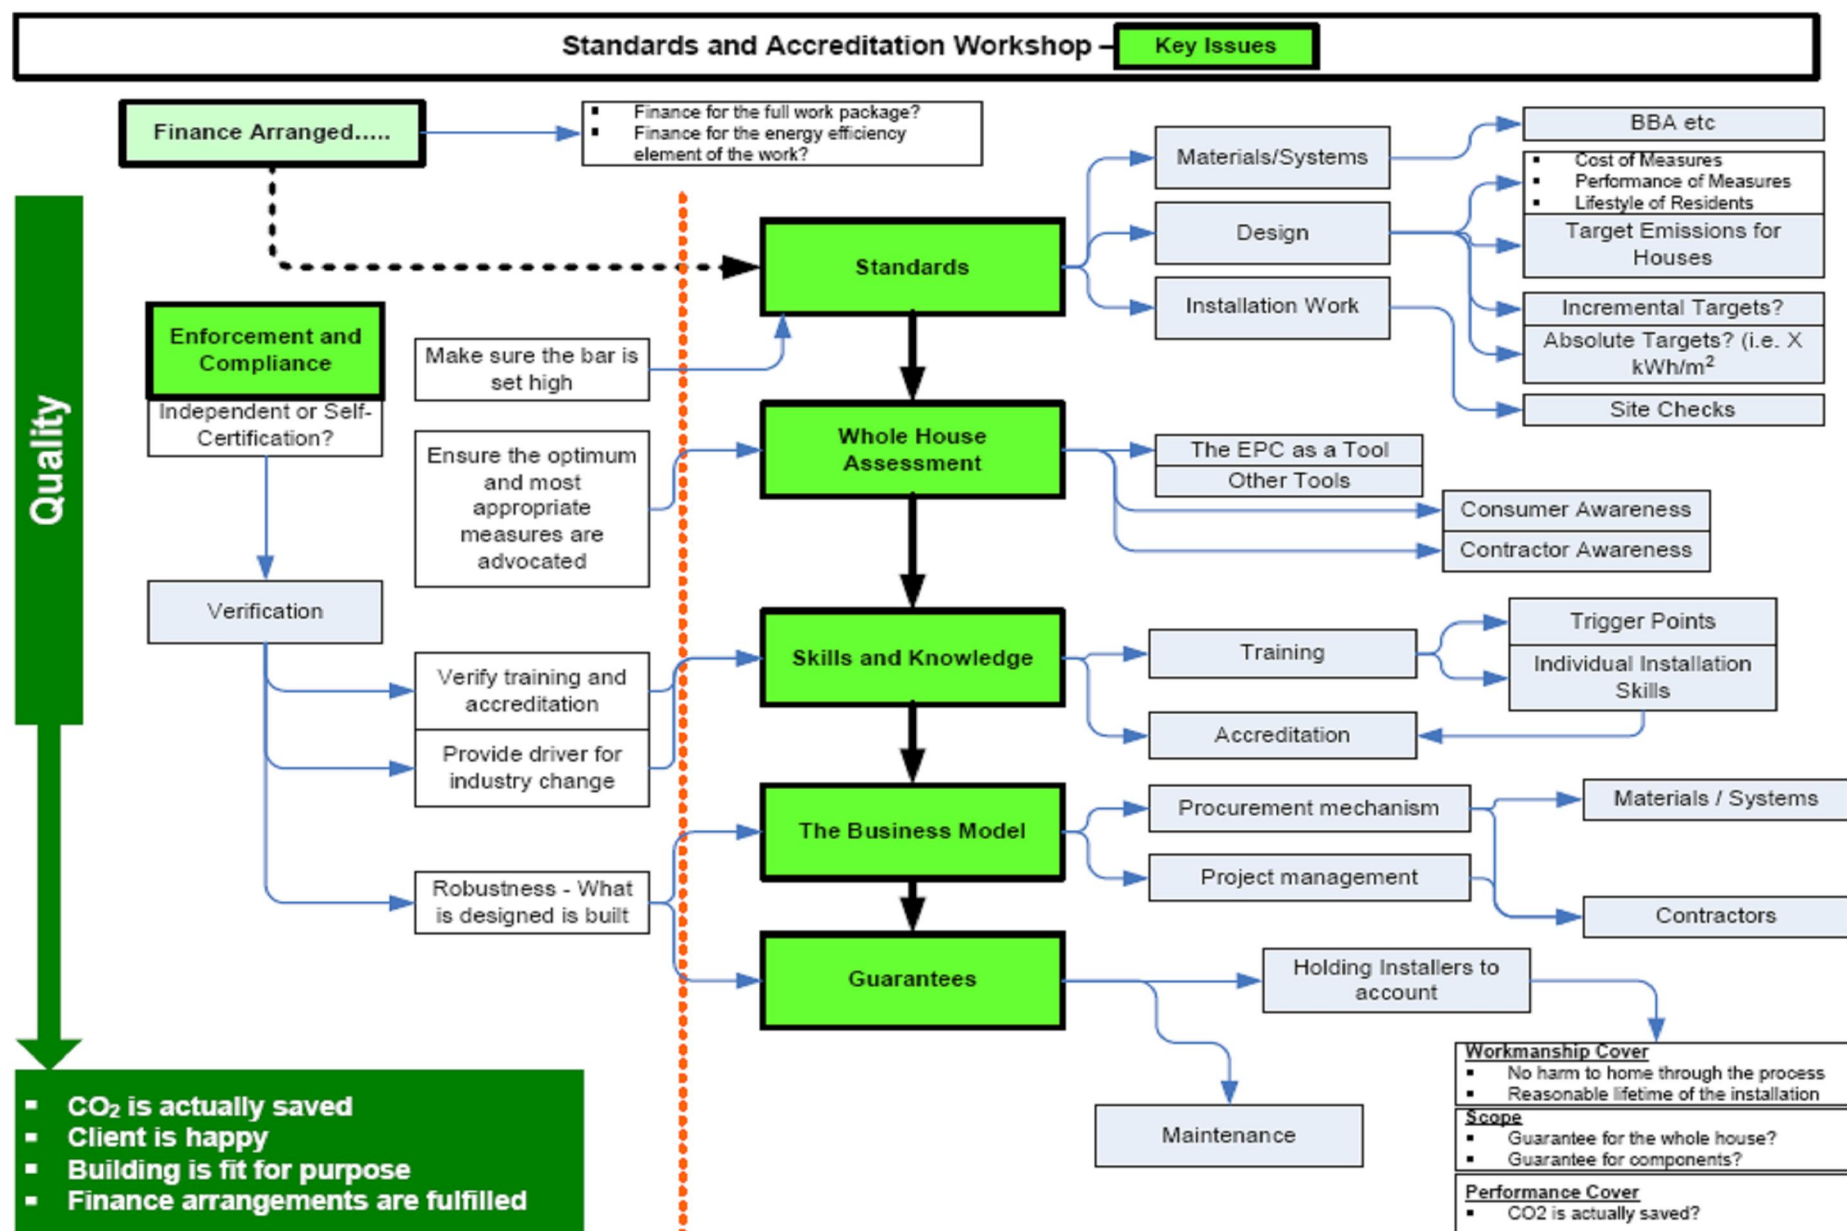 Standards and Accreditation Workshop – Key Issues
Finance Arranged.....
▪ Finance for the full work package?
▪ Finance for the energy efficiency
element of the work?
Quality
Enforcement and
Compliance
Independent or Self-
Certification?
Verification
Make sure the bar is
set high
Ensure the optimum
and most
appropriate
measures are
advocated
Verify training and
accreditation
Provide driver for
industry change
Robustness - What
is designed is built
Standards
Materials/Systems
BBA etc
Design
▪ Cost of Measures
▪ Performance of Measures
▪ Lifestyle of Residents
Target Emissions for
Houses
Incremental Targets?
Absolute Targets? (i.e. X
kWh/m²
Installation Work
Site Checks
Whole House
Assessment
The EPC as a Tool
Other Tools
Consumer Awareness
Contractor Awareness
Skills and Knowledge
Training
Trigger Points
Individual Installation
Skills
Accreditation
The Business Model
Procurement mechanism
Materials / Systems
Project management
Contractors
Guarantees
Holding Installers to
account
Maintenance
Workmanship Cover
▪ No harm to home through the process
▪ Reasonable lifetime of the installation
Scope
▪ Guarantee for the whole house?
▪ Guarantee for components?
Performance Cover
▪ CO2 is actually saved?
▪ CO₂ is actually saved
▪ Client is happy
▪ Building is fit for purpose
▪ Finance arrangements are fulfilled